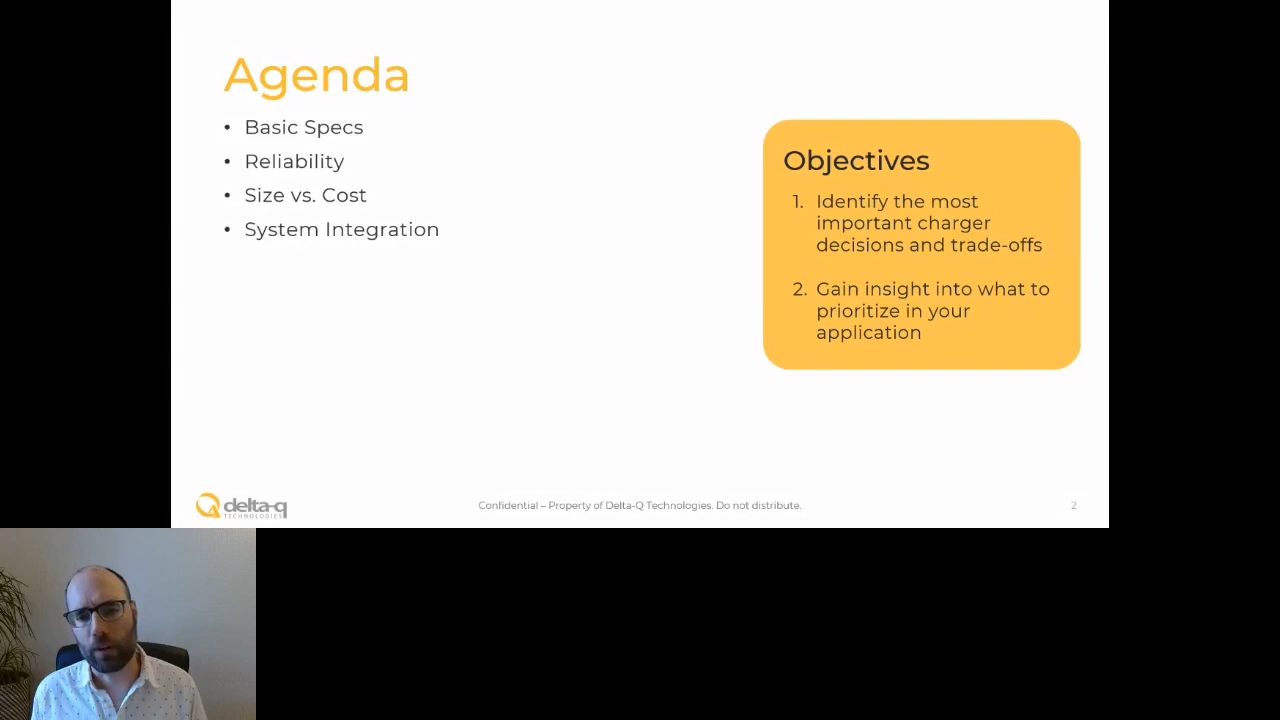 Agenda
• Basic Specs
• Reliability
• Size vs. Cost
• System Integration
Objectives
1. Identify the most
important charger
decisions and trade-offs
2. Gain insight into what to
prioritize in your
application
delta-q
TECHNOLOGIES
Confidential – Property of Delta-Q Technologies. Do not distribute.
2